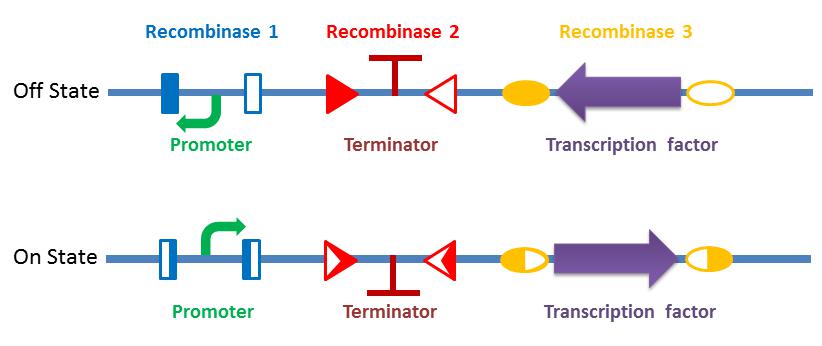 Recombinase 1 Recombinase 2 Recombinase 3
Off State
Promoter Terminator Transcription factor
On State
Promoter Terminator Transcription factor